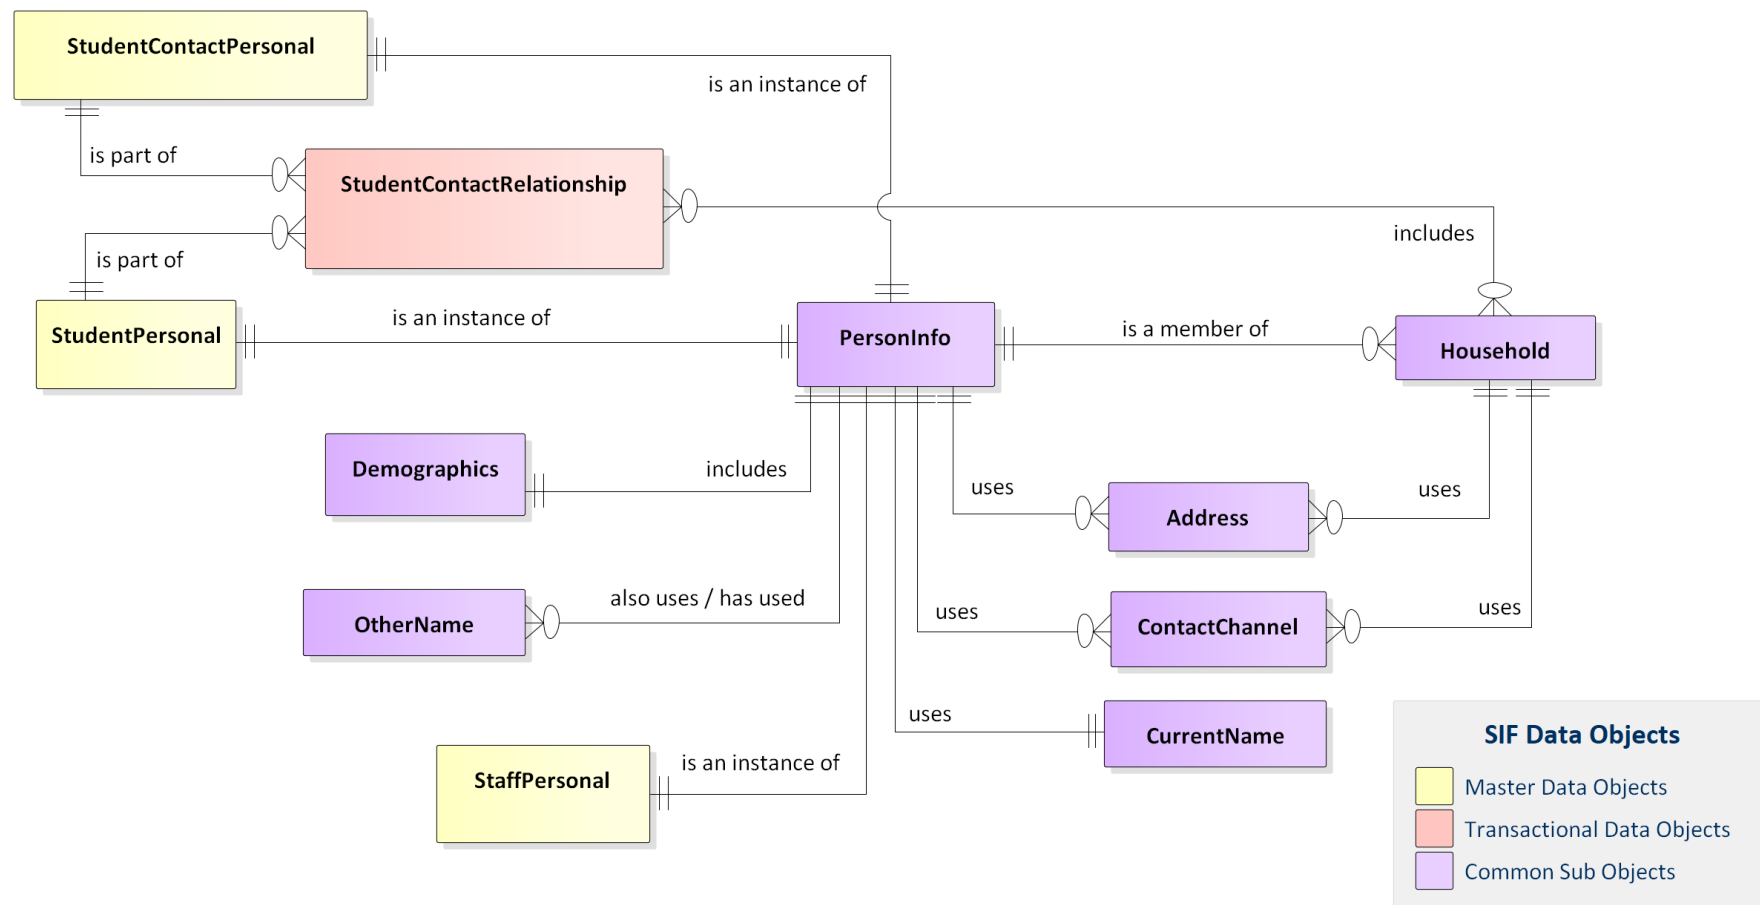 StudentContactPersonal
is an instance of
is part of
StudentContactRelationship
includes
is part of
StudentPersonal
is an instance of
PersonInfo
is a member of
Household
Demographics
includes
uses
Address
uses
OtherName
also uses / has used
uses
ContactChannel
uses
uses
CurrentName
StaffPersonal
is an instance of
SIF Data Objects
Master Data Objects
Transactional Data Objects
Common Sub Objects